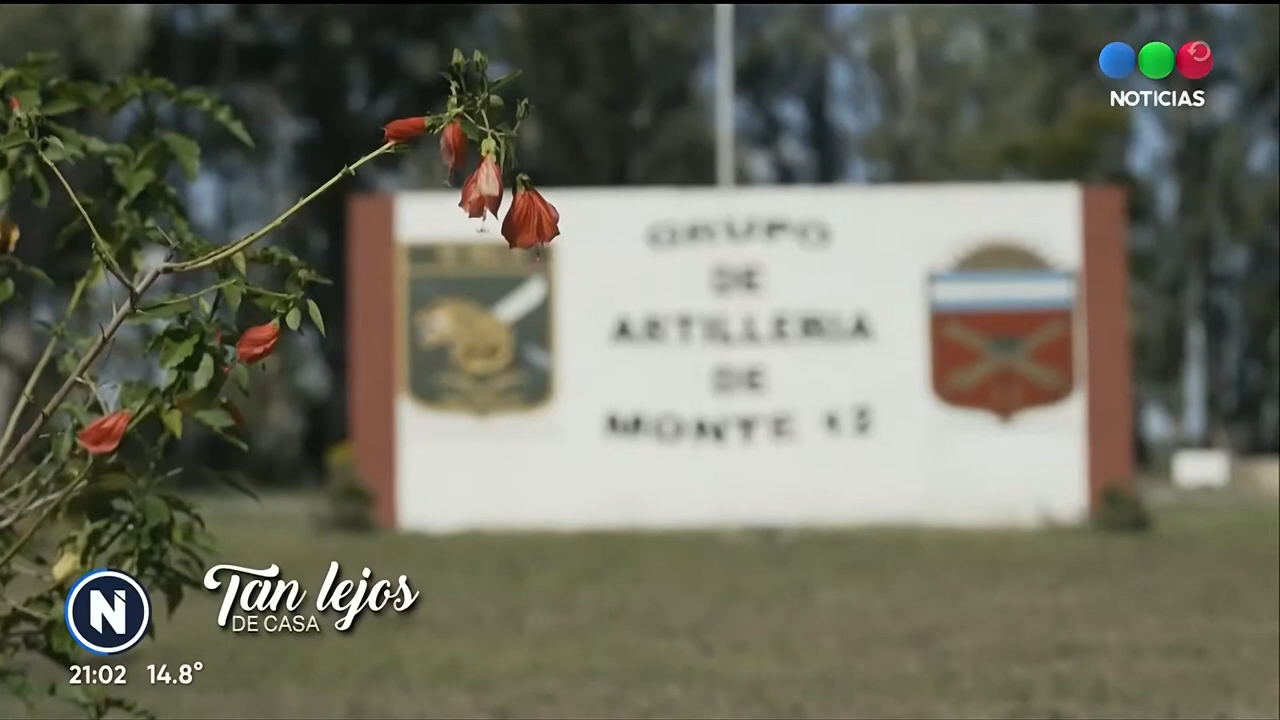 NOTICIAS
GRUPO
DE
ARTILLERIA
DE
MONTE 12
Tan lejos
DE CASA
N
21:02 14.8°